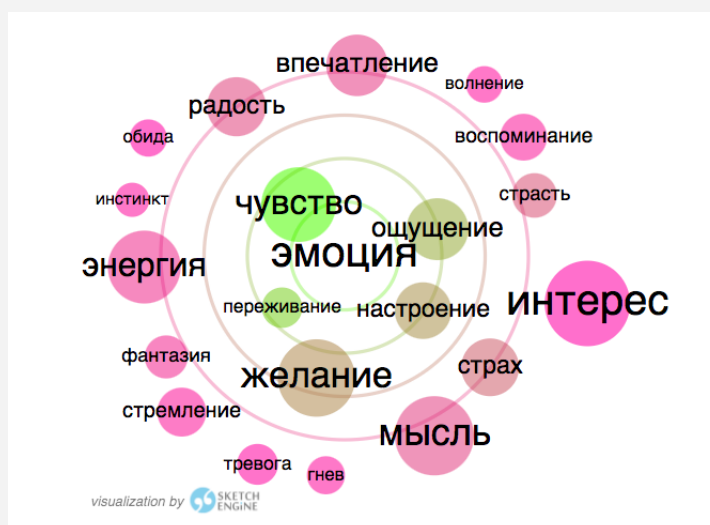 впечатление
волнение
радость
обида
воспоминание
инстинкт
страсть
чувство
ощущение
эмоция
энергия
интерес
переживание
настроение
фантазия
желание
страх
стремление
мысль
тревога
гнев
visualization by SKETCH
ENGINE